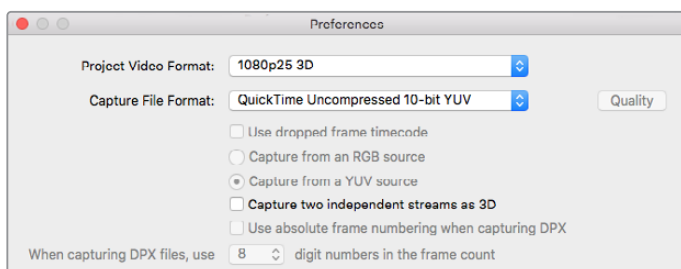 Preferences
Project Video Format: 1080p25 3D
Capture File Format: QuickTime Uncompressed 10-bit YUV Quality
Use dropped frame timecode
Capture from an RGB source
Capture from a YUV source
Capture two independent streams as 3D
Use absolute frame numbering when capturing DPX
When capturing DPX files, use 8 digit numbers in the frame count